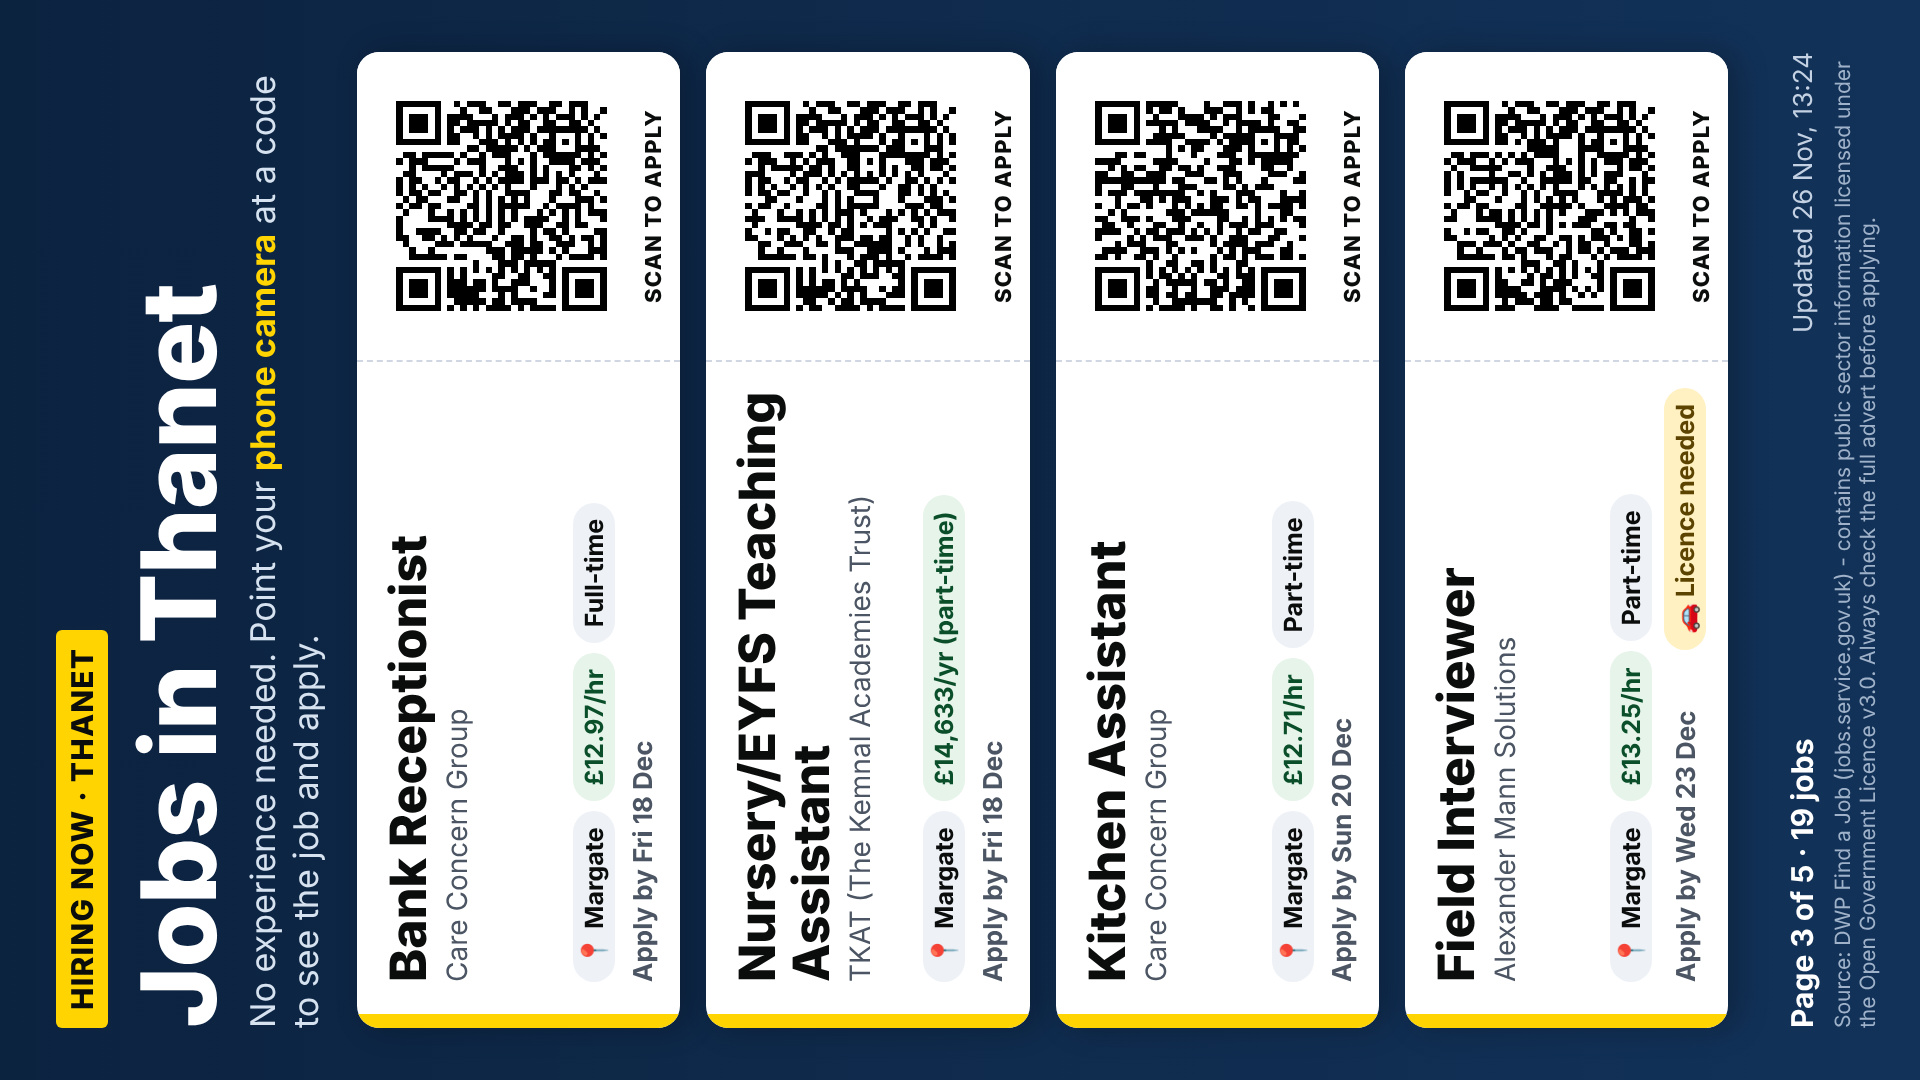 HIRING NOW · THANET
Jobs in Thanet
No experience needed. Point your phone camera at a code
to see the job and apply.
Bank Receptionist
Care Concern Group
📍 Margate £12.97/hr Full-time
Apply by Fri 18 Dec
SCAN TO APPLY
Nursery/EYFS Teaching
Assistant
TKAT (The Kemnal Academies Trust)
📍 Margate £14,633/yr (part-time)
Apply by Fri 18 Dec
SCAN TO APPLY
Kitchen Assistant
Care Concern Group
📍 Margate £12.71/hr Part-time
Apply by Sun 20 Dec
SCAN TO APPLY
Field Interviewer
Alexander Mann Solutions
📍 Margate £13.25/hr Part-time
Apply by Wed 23 Dec 🚗 Licence needed
SCAN TO APPLY
Page 3 of 5 · 19 jobs Updated 26 Nov, 13:24
Source: DWP Find a Job (jobs.service.gov.uk) - contains public sector information licensed under
the Open Government Licence v3.0. Always check the full advert before applying.